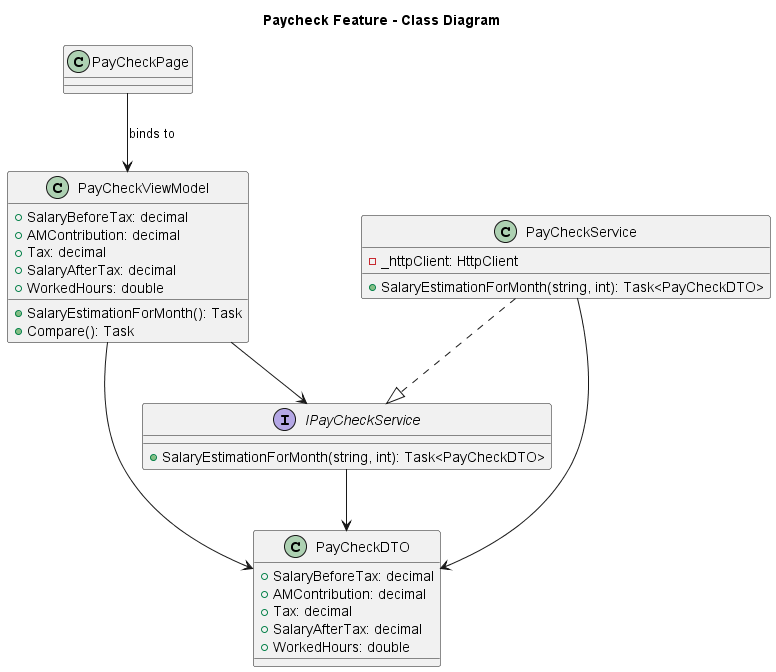 Paycheck Feature - Class Diagram
C PayCheckPage
binds to
C PayCheckViewModel
SalaryBeforeTax: decimal
AMContribution: decimal
Tax: decimal
SalaryAfterTax: decimal
WorkedHours: double
SalaryEstimationForMonth(): Task
Compare(): Task
C PayCheckService
_httpClient: HttpClient
SalaryEstimationForMonth(string, int): Task<PayCheckDTO>
I IPayCheckService
SalaryEstimationForMonth(string, int): Task<PayCheckDTO>
C PayCheckDTO
SalaryBeforeTax: decimal
AMContribution: decimal
Tax: decimal
SalaryAfterTax: decimal
WorkedHours: double